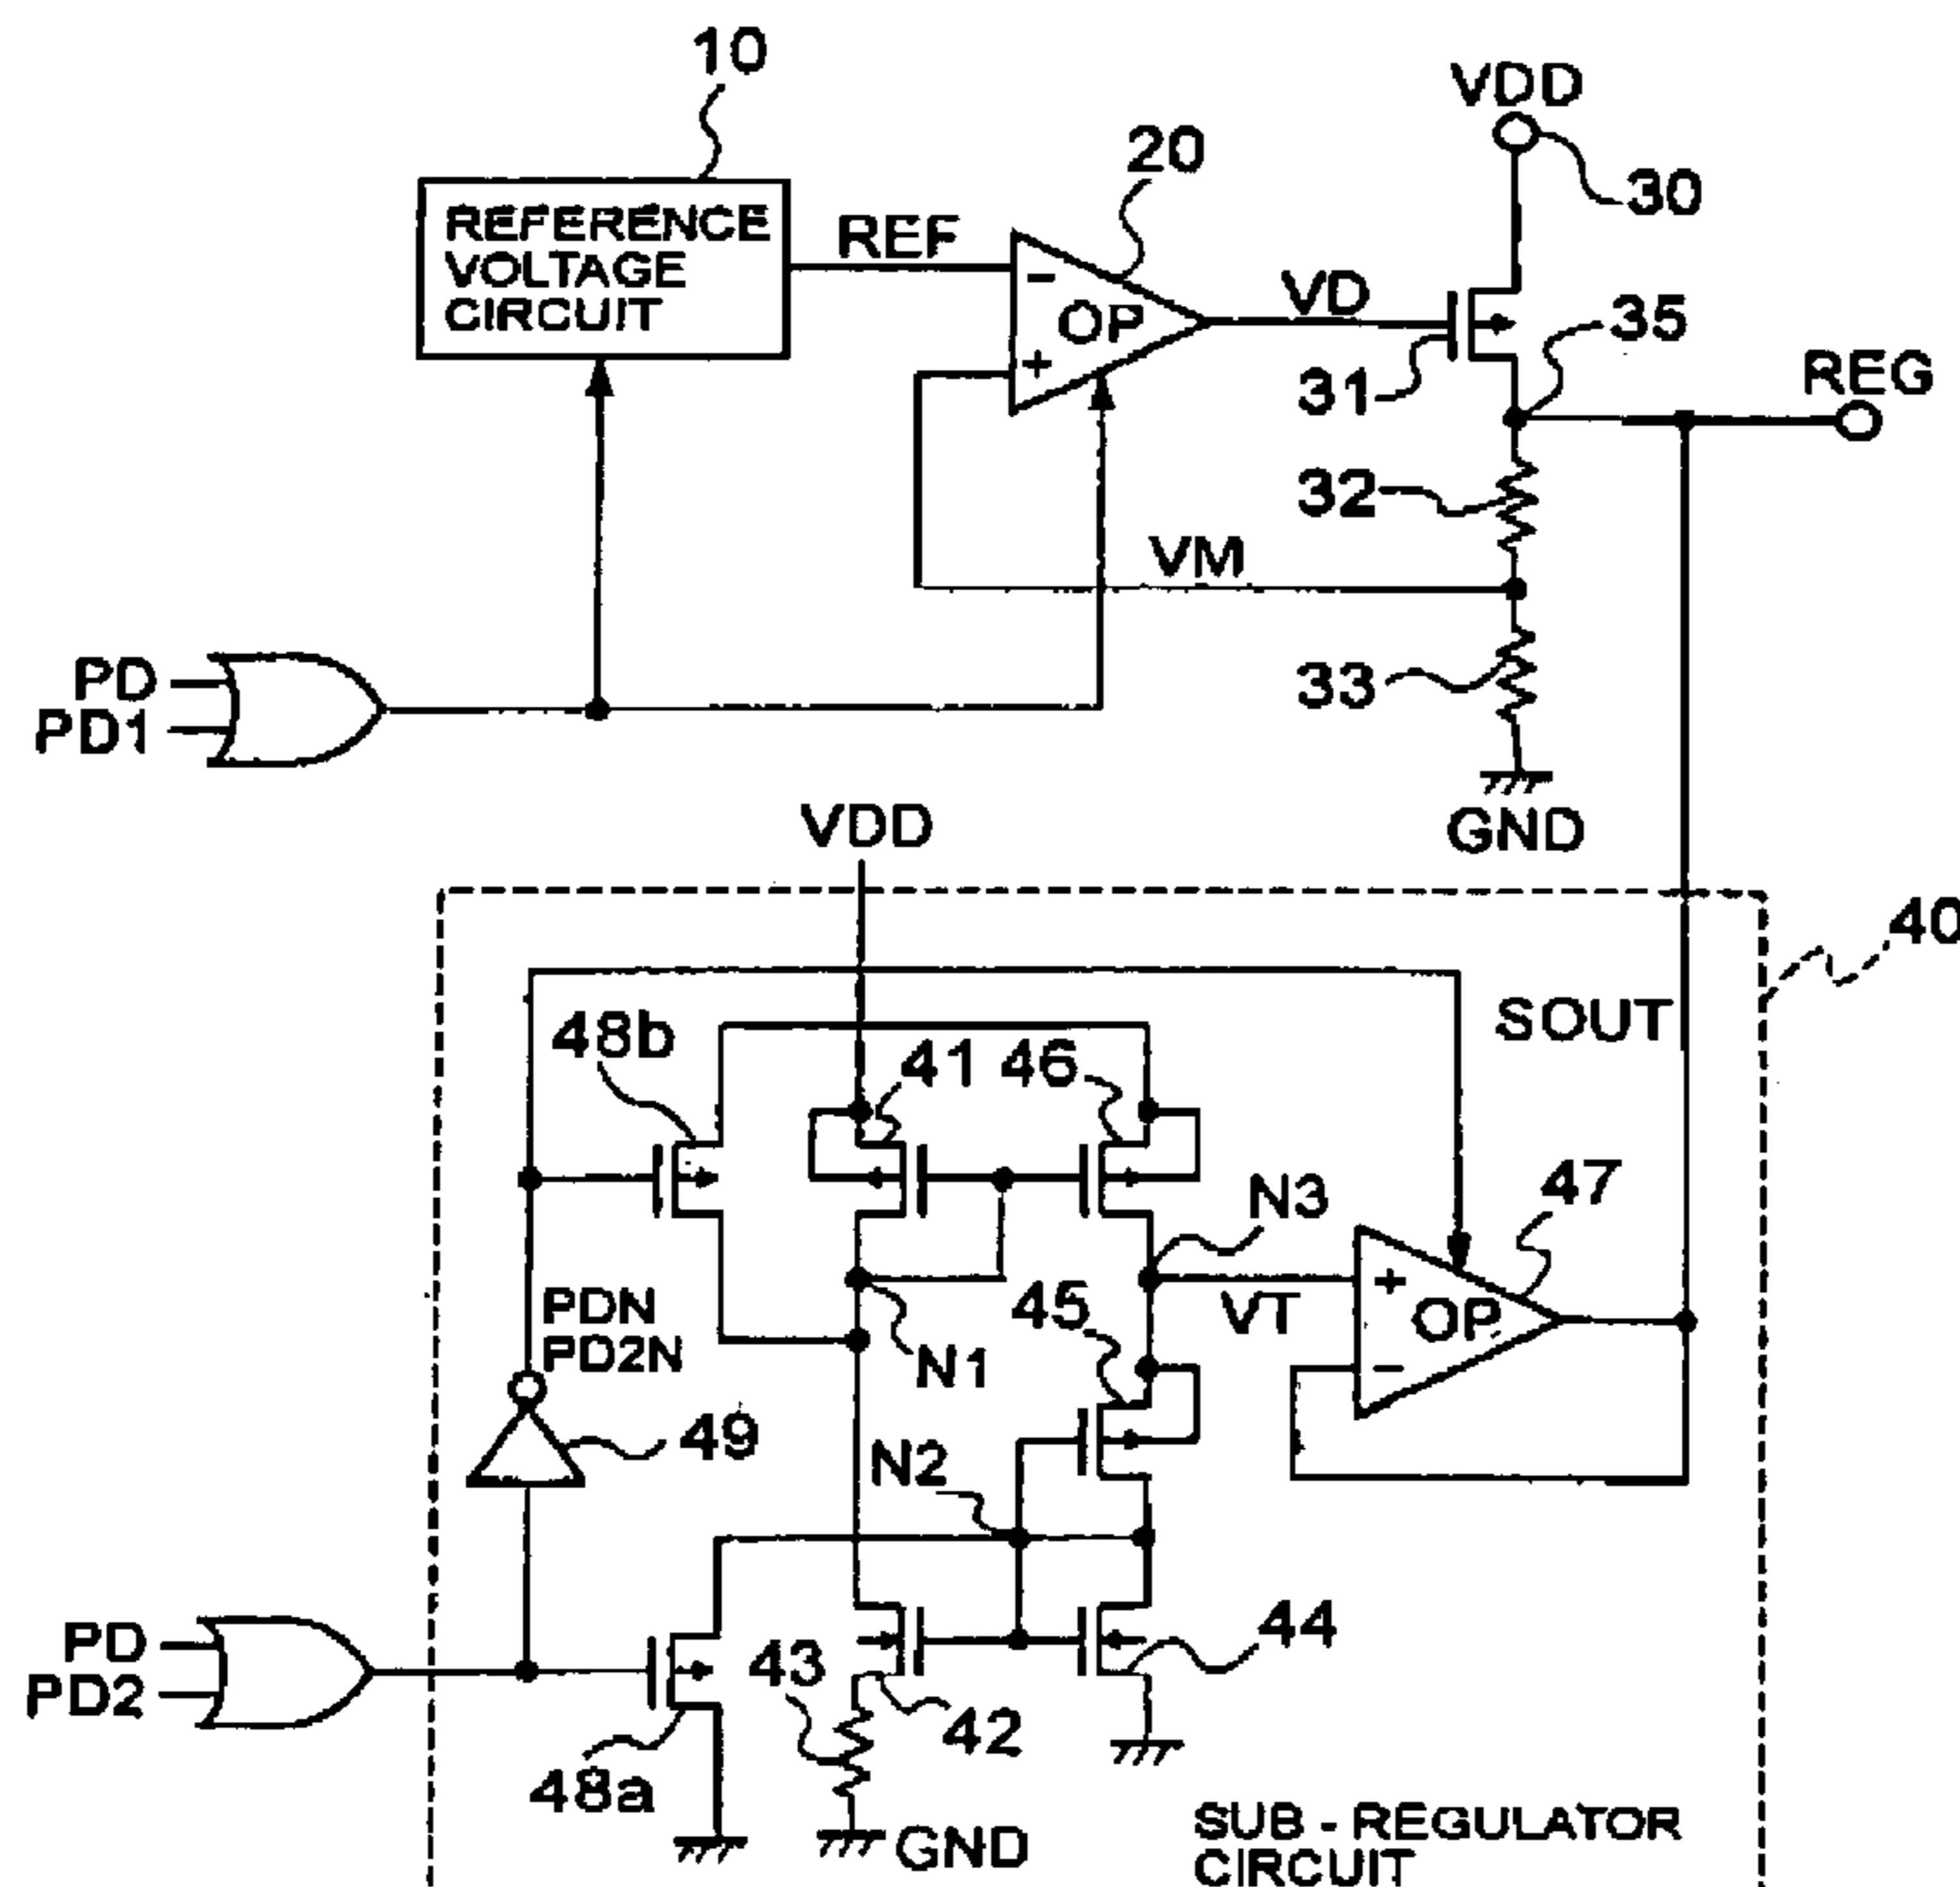 10
VDD
20
30
REFERENCE
VOLTAGE
CIRCUIT
REF
-
OP
+
VD
35
31
REG
32
VM
PD
PD1
33
GND
VDD
40
SOUT
48b
41
46
47
N3
+
OP
-
VT
45
PDN
PD2N
N1
49
N2
PD
PD2
43
44
42
48a
GND
SUB - REGULATOR
CIRCUIT